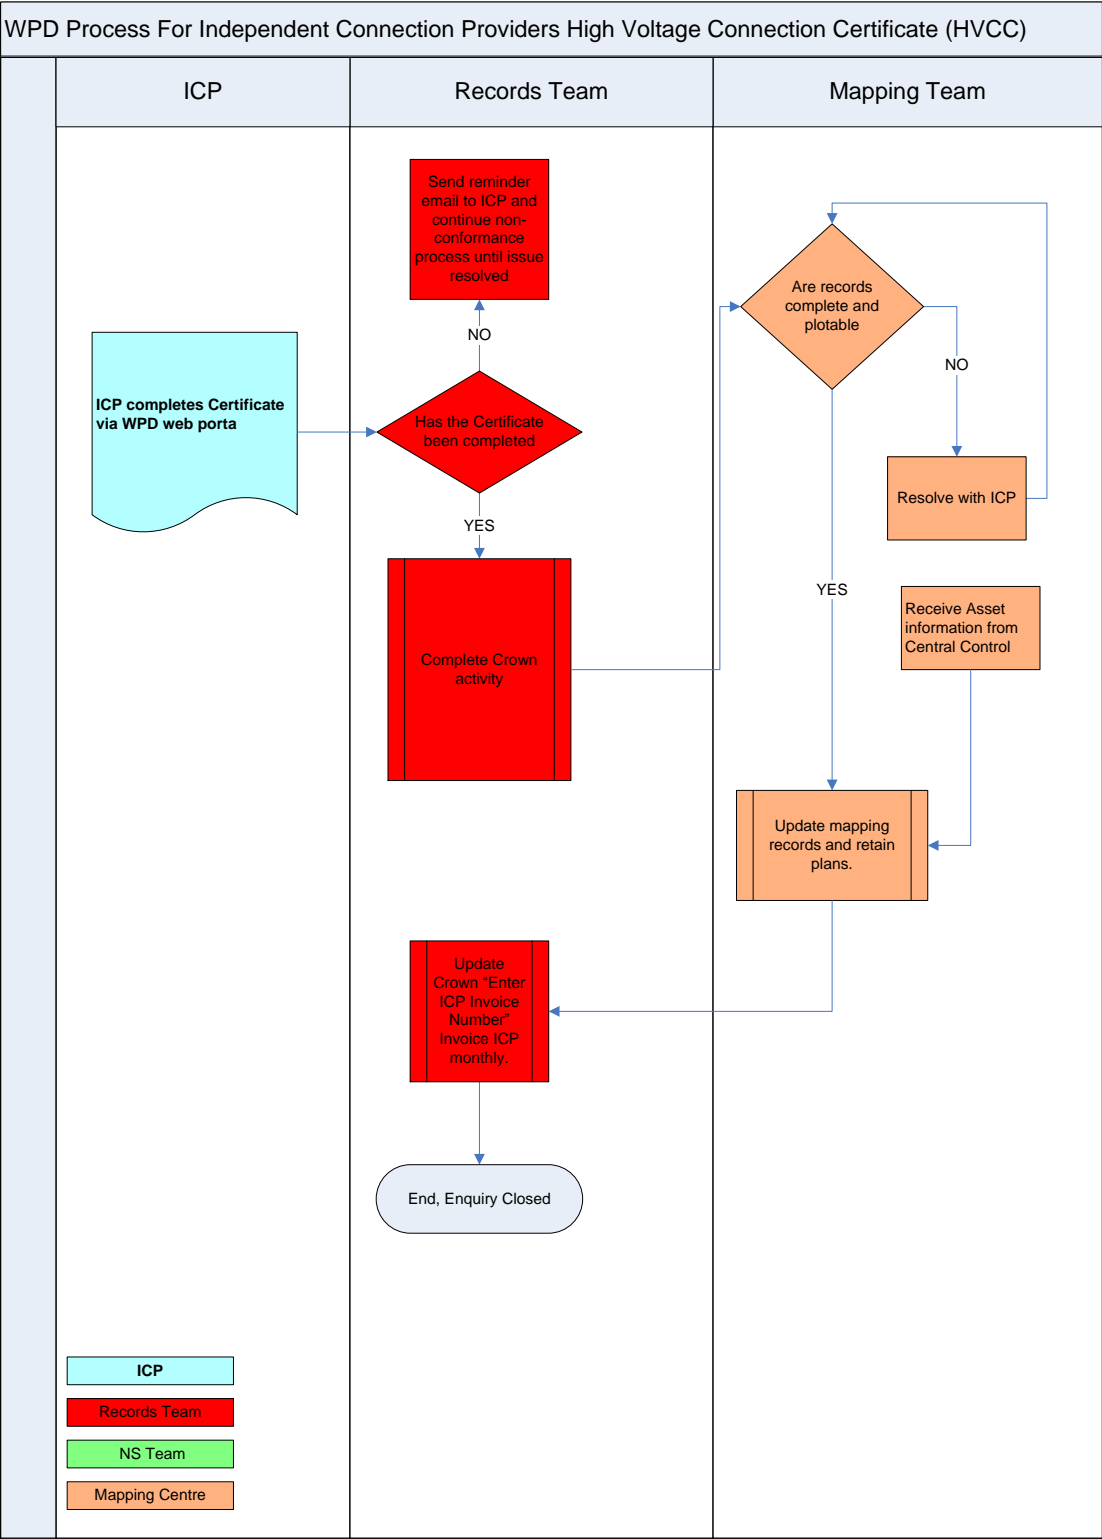 WPD Process For Independent Connection Providers High Voltage Connection Certificate (HVCC)
ICP
Records Team
Mapping Team
Send reminder
email to ICP and
continue non-
conformance
process until issue
resolved
NO
ICP completes Certificate
via WPD web porta
Has the Certificate
been completed
YES
Complete Crown
activity
Are records
complete and
plotable
NO
Resolve with ICP
YES
Receive Asset
information from
Central Control
Update mapping
records and retain
plans.
Update
Crown “Enter
ICP Invoice
Number”
Invoice ICP
monthly.
End, Enquiry Closed
ICP
Records Team
NS Team
Mapping Centre